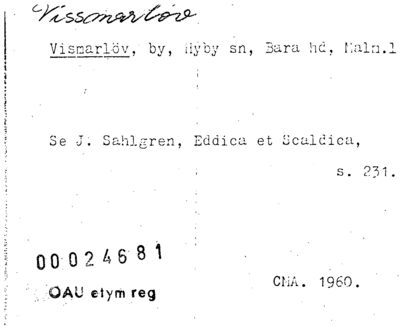 Vissmarlöv
Vismarlöv, by, Hyby sn, Bara hd, Malm.l
Se J. Sahlgren, Eddica et Scaldica,
s. 231.
00024681
OAU etym reg
CMA. 1960.